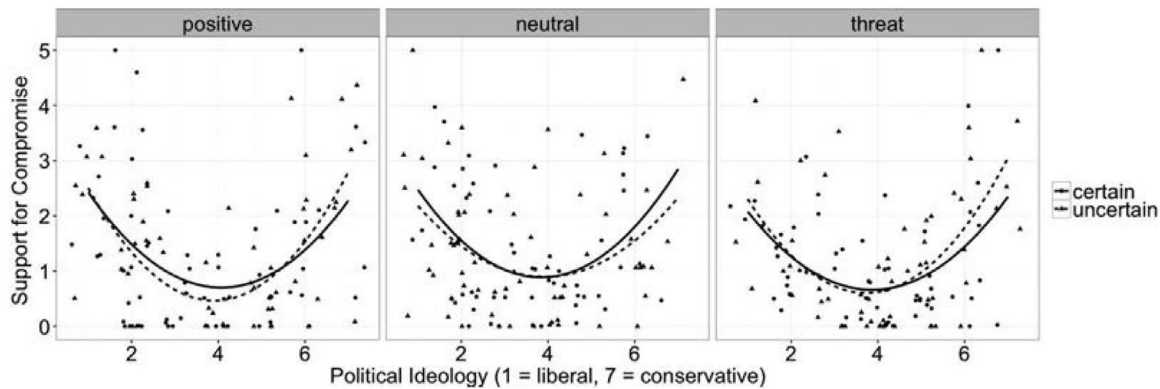 positive
neutral
threat
Support for Compromise
5
4
3
2
1
0
2 4 6
2 4 6
2 4 6
Political Ideology (1 = liberal, 7 = conservative)
certain
uncertain